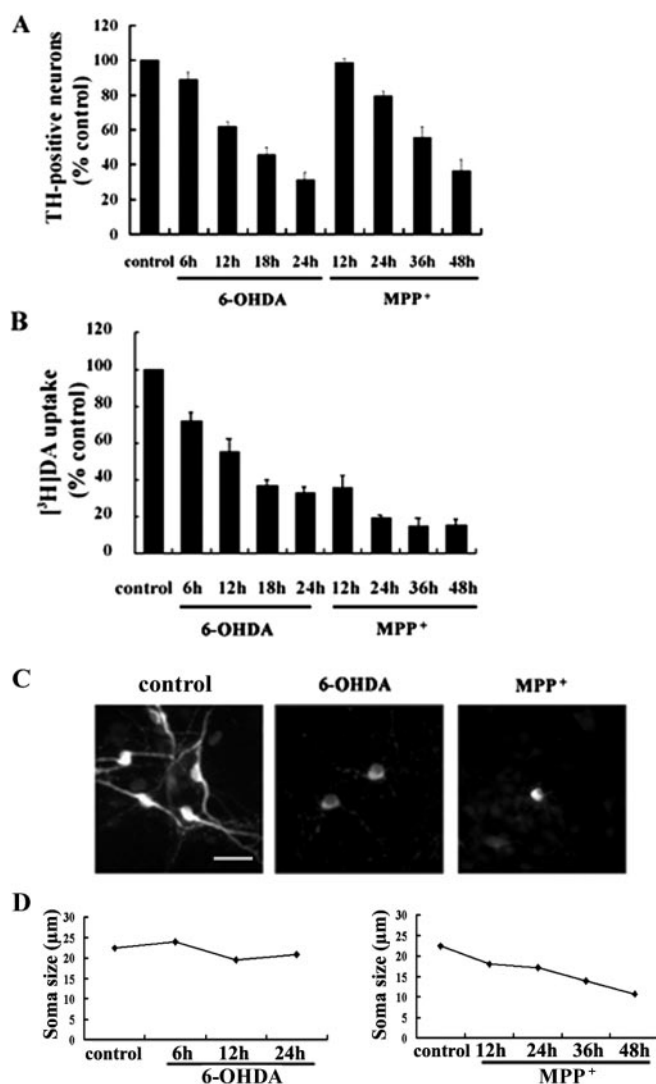 A
TH-positive neurons
(% control)
120
100
80
60
40
20
0
control 6h 12h 18h 24h 12h 24h 36h 48h
6-OHDA MPP+
B
[³H]DA uptake
(% control)
120
100
80
60
40
20
0
control 6h 12h 18h 24h 12h 24h 36h 48h
6-OHDA MPP+
C
control 6-OHDA MPP+
D
Soma size (µm)
30
25
20
15
10
5
0
control 6h 12h 24h
6-OHDA
Soma size (µm)
30
25
20
15
10
5
0
control 12h 24h 36h 48h
MPP+